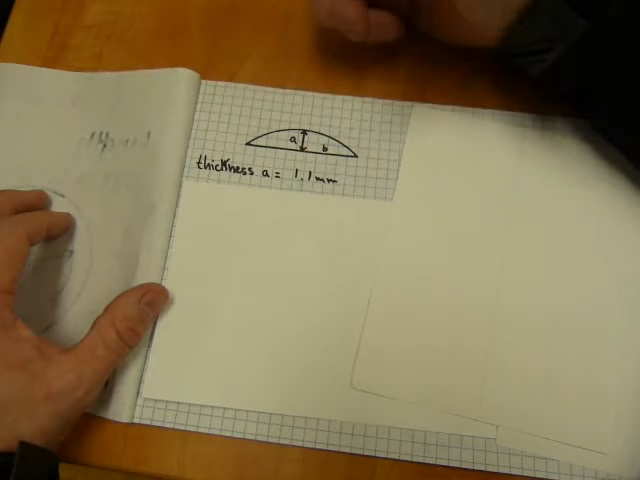 a b
thickness a = 1.1mm